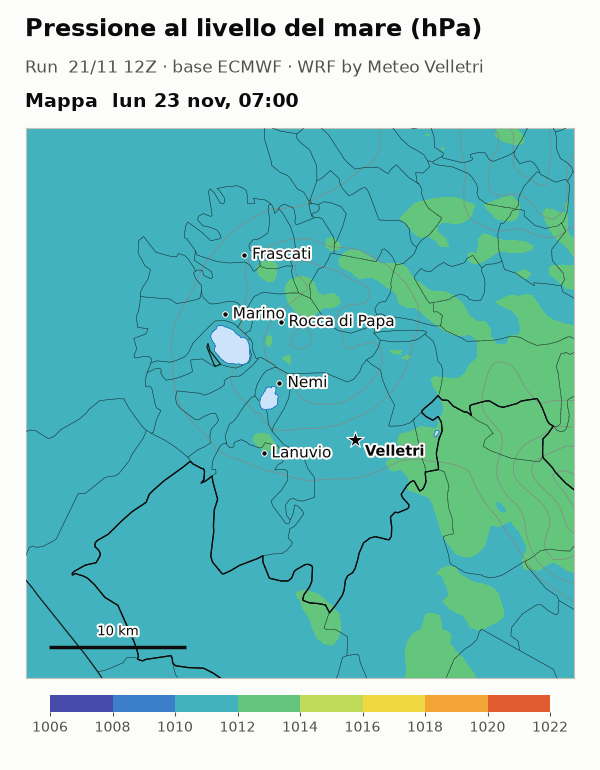 Pressione al livello del mare (hPa)
Run  21/11 12Z · base ECMWF · WRF by Meteo Velletri
Mappa  lun 23 nov, 07:00
Frascati
Marino
Rocca di Papa
Nemi
Velletri
Lanuvio
10 km
1006 1008 1010 1012 1014 1016 1018 1020 1022